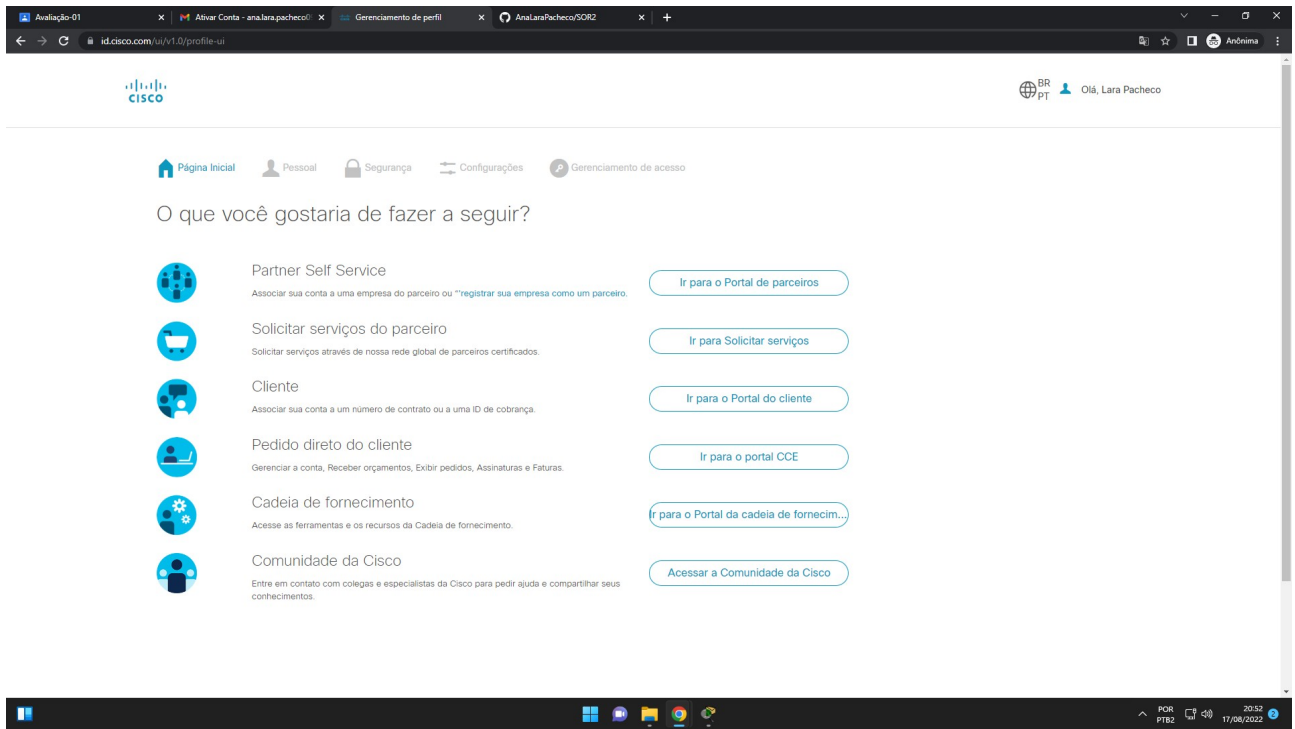 Avaliação-01
Ativar Conta - ana.lara.pacheco0
Gerenciamento de perfil
AnaLaraPacheco/SOR2
id.cisco.com/ui/v1.0/profile-ui
Anônima
CISCO
BR
PT
Olá, Lara Pacheco
Página Inicial
Pessoal
Segurança
Configurações
Gerenciamento de acesso
O que você gostaria de fazer a seguir?
Partner Self Service
Associar sua conta a uma empresa do parceiro ou "'registrar sua empresa como um parceiro.
Ir para o Portal de parceiros
Solicitar serviços do parceiro
Solicitar serviços através de nossa rede global de parceiros certificados.
Ir para Solicitar serviços
Cliente
Associar sua conta a um número de contrato ou a uma ID de cobrança.
Ir para o Portal do cliente
Pedido direto do cliente
Gerenciar a conta, Receber orçamentos, Exibir pedidos, Assinaturas e Faturas.
Ir para o portal CCE
Cadeia de fornecimento
Acesse as ferramentas e os recursos da Cadeia de fornecimento.
Ir para o Portal da cadeia de fornecim...
Comunidade da Cisco
Entre em contato com colegas e especialistas da Cisco para pedir ajuda e compartilhar seus
conhecimentos.
Acessar a Comunidade da Cisco
POR
PTB2
20:52
17/08/2022
2